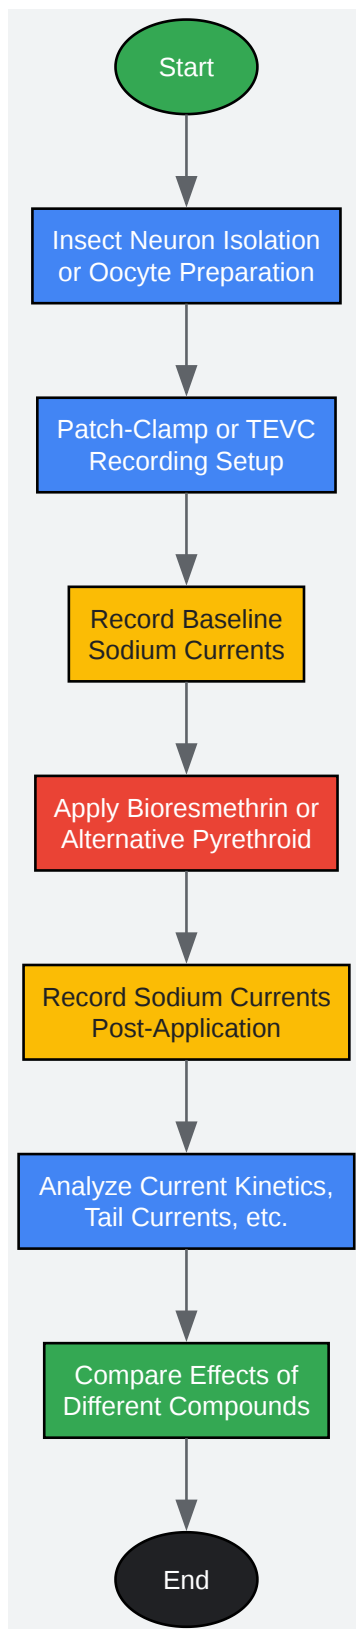 Start
Insect Neuron Isolation
or Oocyte Preparation
Patch-Clamp or TEVC
Recording Setup
Record Baseline
Sodium Currents
Apply Bioresmethrin or
Alternative Pyrethroid
Record Sodium Currents
Post-Application
Analyze Current Kinetics,
Tail Currents, etc.
Compare Effects of
Different Compounds
End